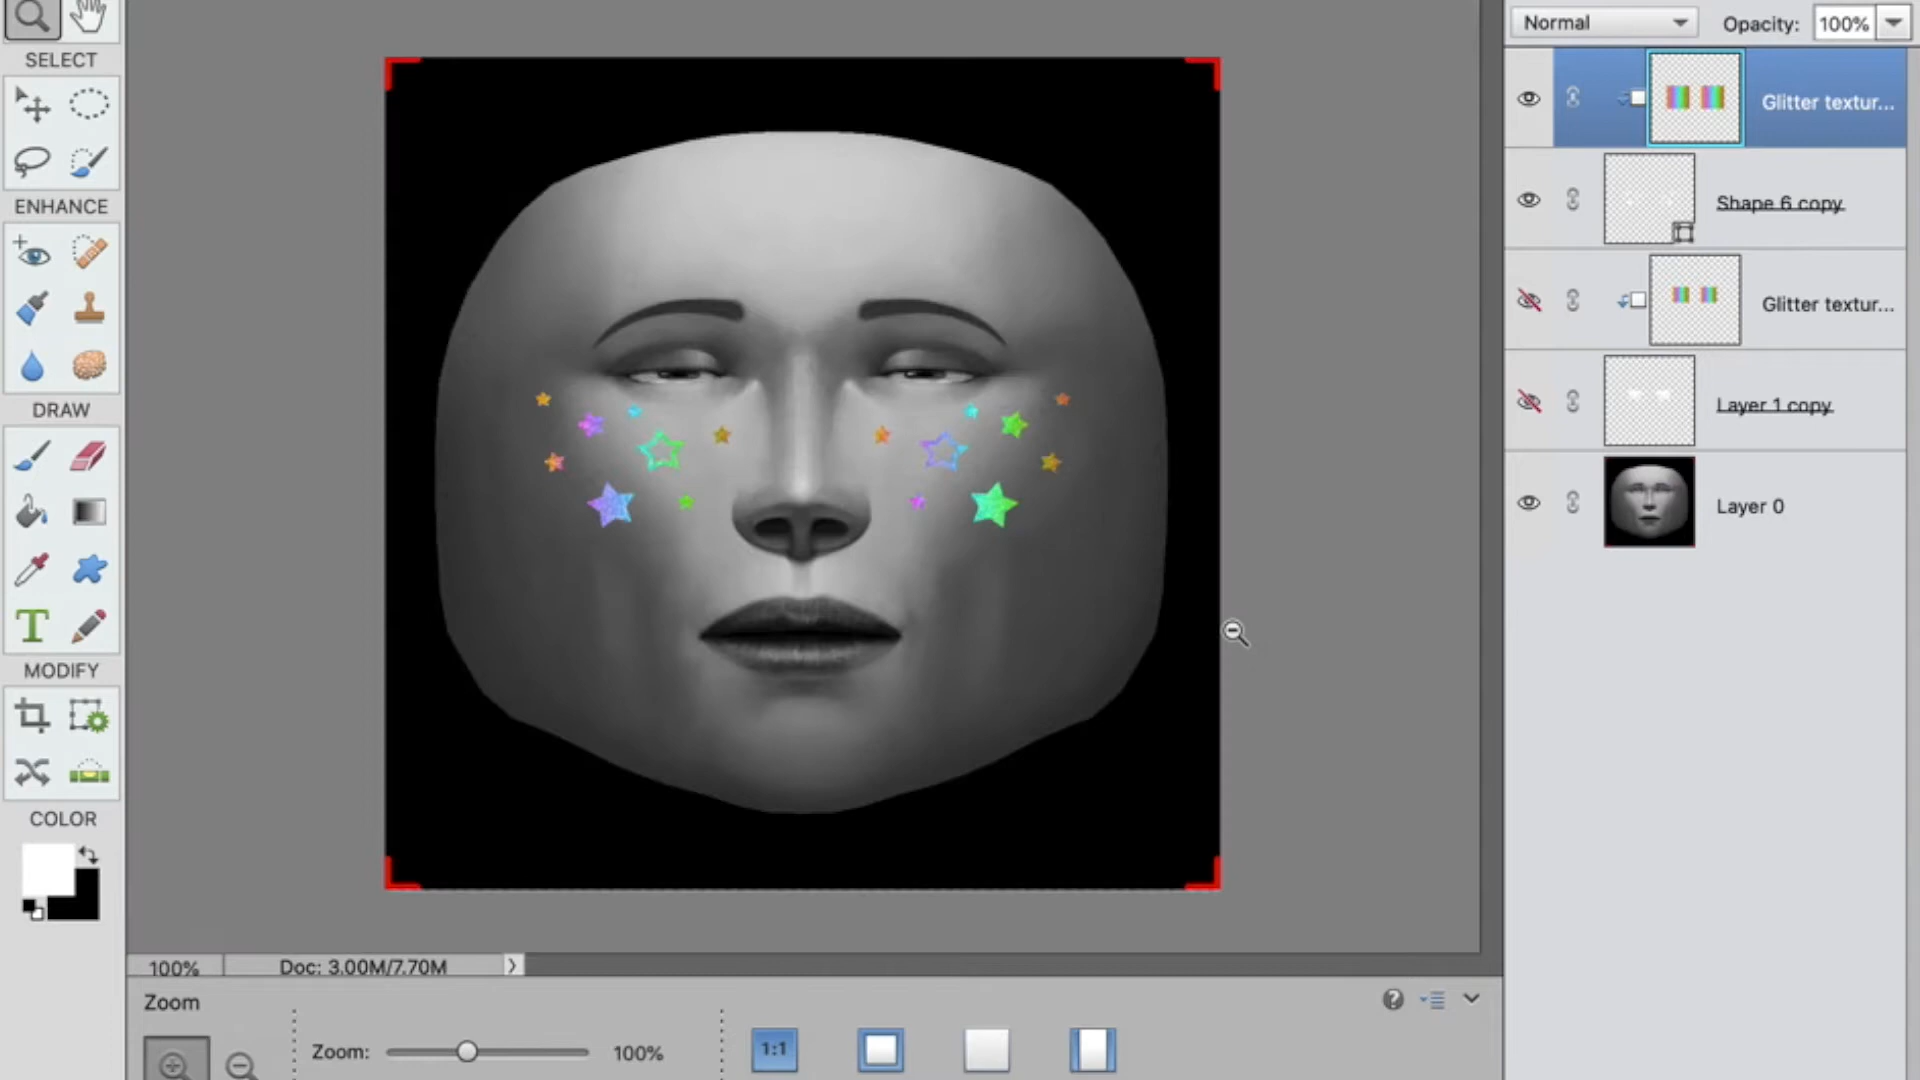 SELECT
ENHANCE
DRAW
T
MODIFY
COLOR
Normal
Opacity: 100%
Glitter textur...
Shape 6 copy
Glitter textur...
Layer 1 copy
Layer 0
100%
Doc: 3.00M/7.70M
Zoom
Zoom: 100%
1:1